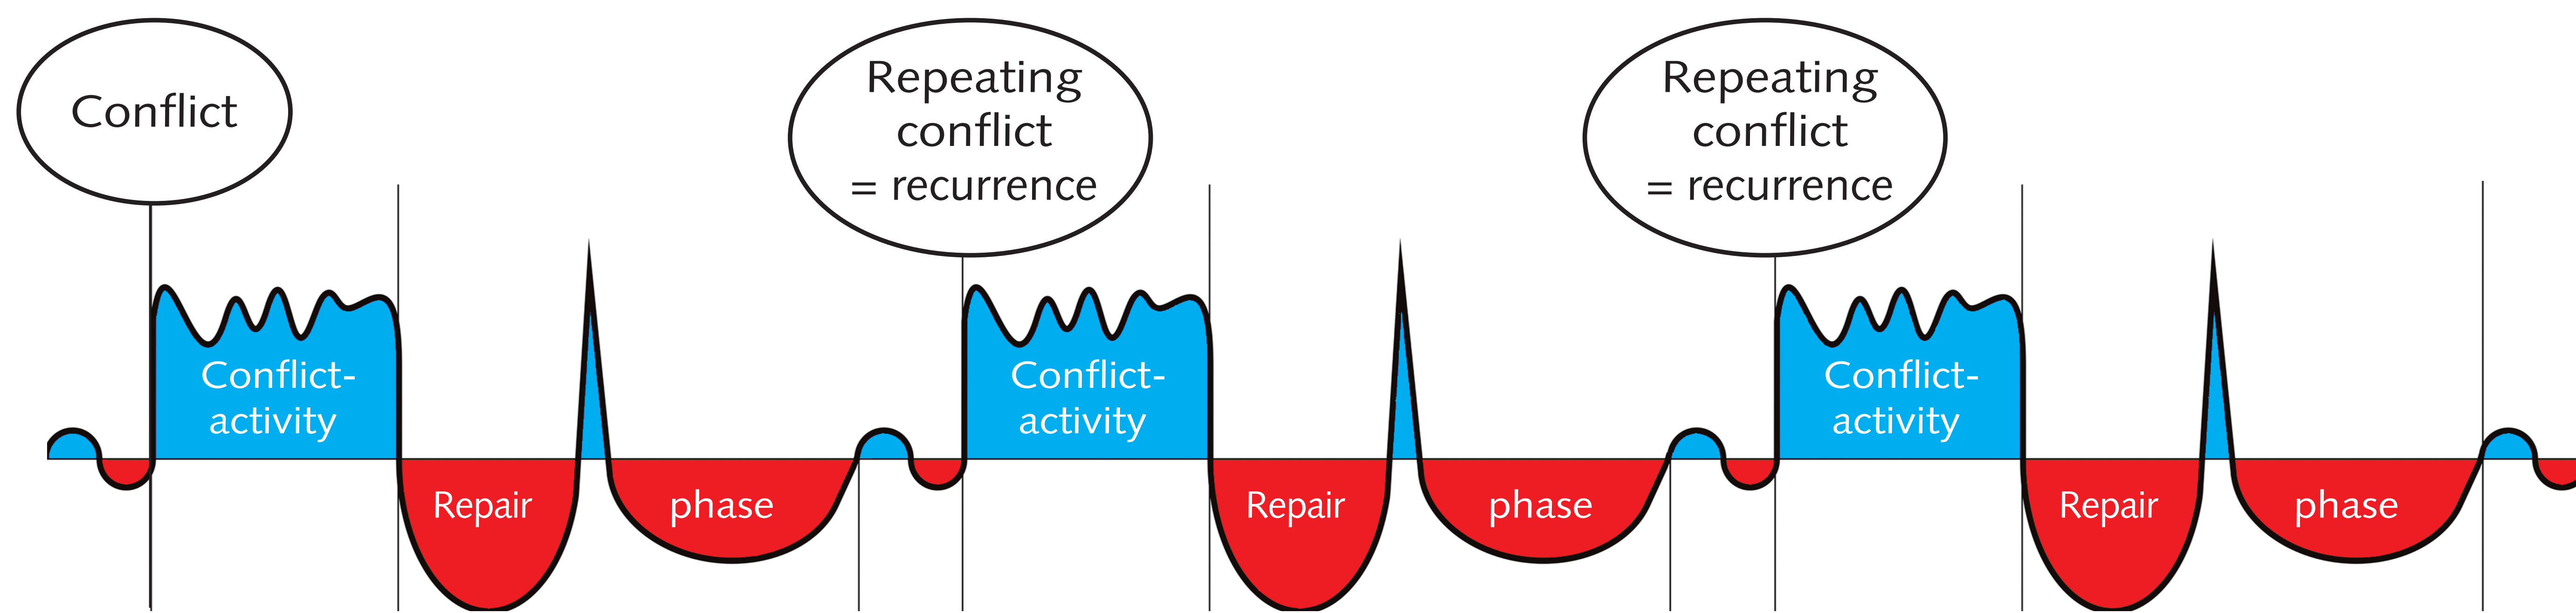 Conflict
Repeating
conflict
= recurrence
Repeating
conflict
= recurrence
Conflict-
activity
Conflict-
activity
Conflict-
activity
Repair
phase
Repair
phase
Repair
phase